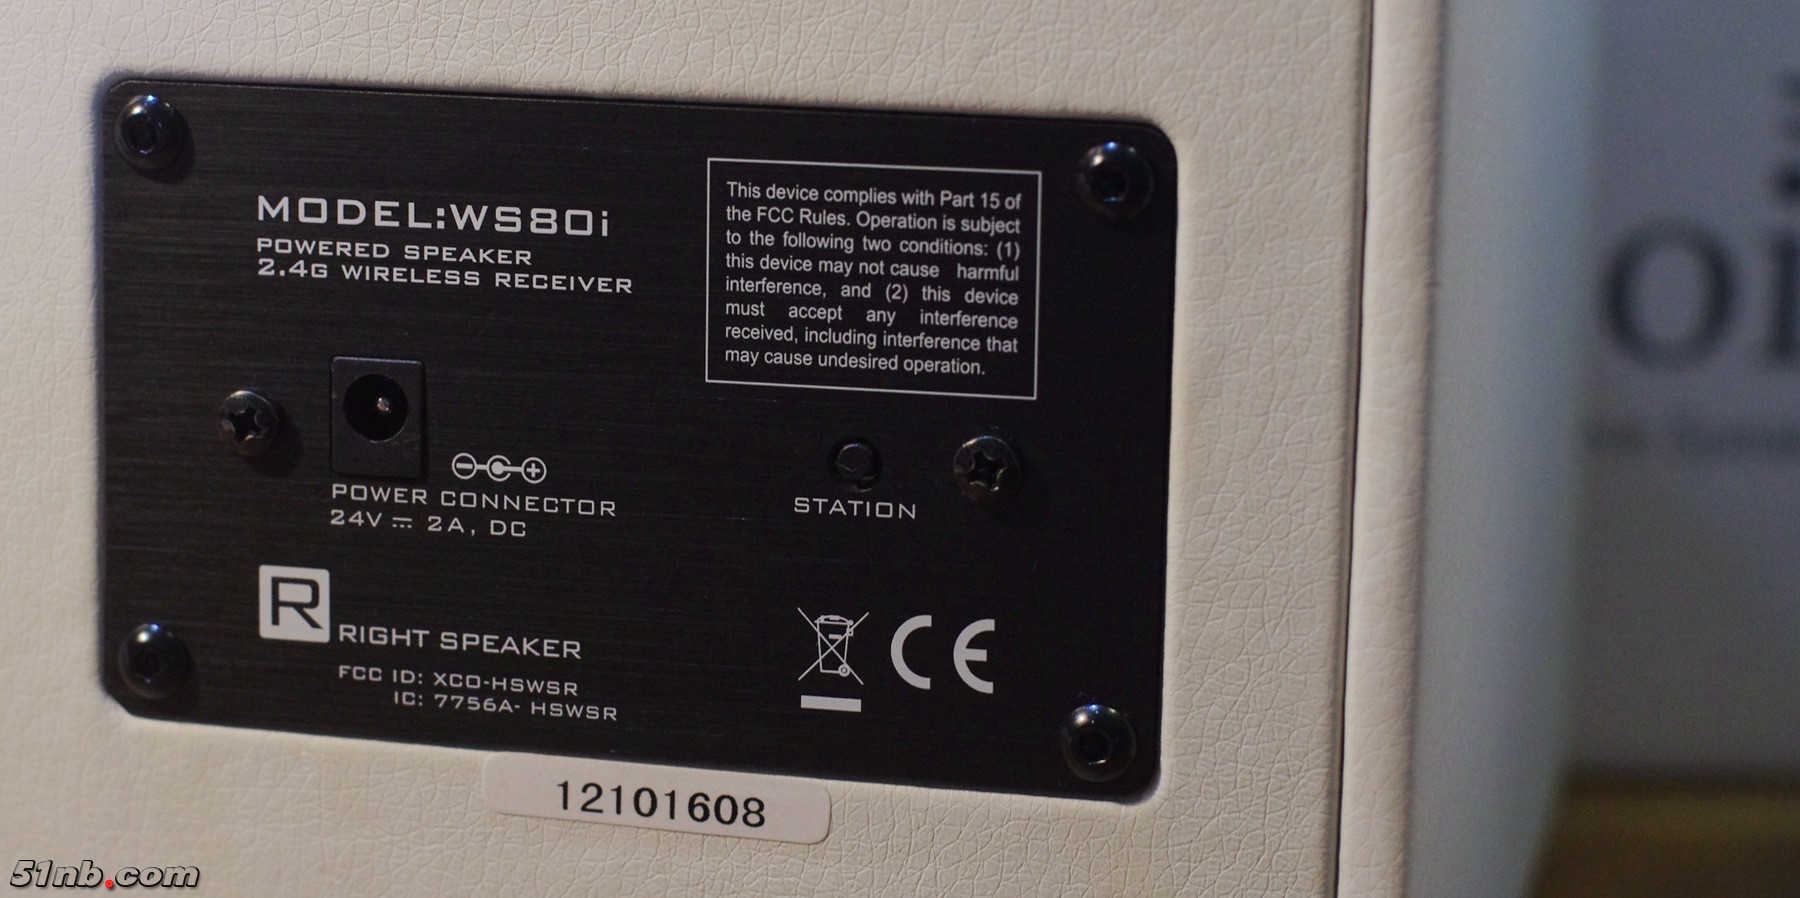 MODEL:WS80i
POWERED SPEAKER
2.4G WIRELESS RECEIVER
This device complies with Part 15 of
the FCC Rules. Operation is subject
to the following two conditions: (1)
this device may not cause harmful
interference, and (2) this device
must accept any interference
received, including interference that
may cause undesired operation.
POWER CONNECTOR
24V ⎓ 2A, DC
STATION
R
RIGHT SPEAKER
FCC ID: XCO-HSWSR
IC: 7756A- HSWSR
CE
12101608
51nb.com